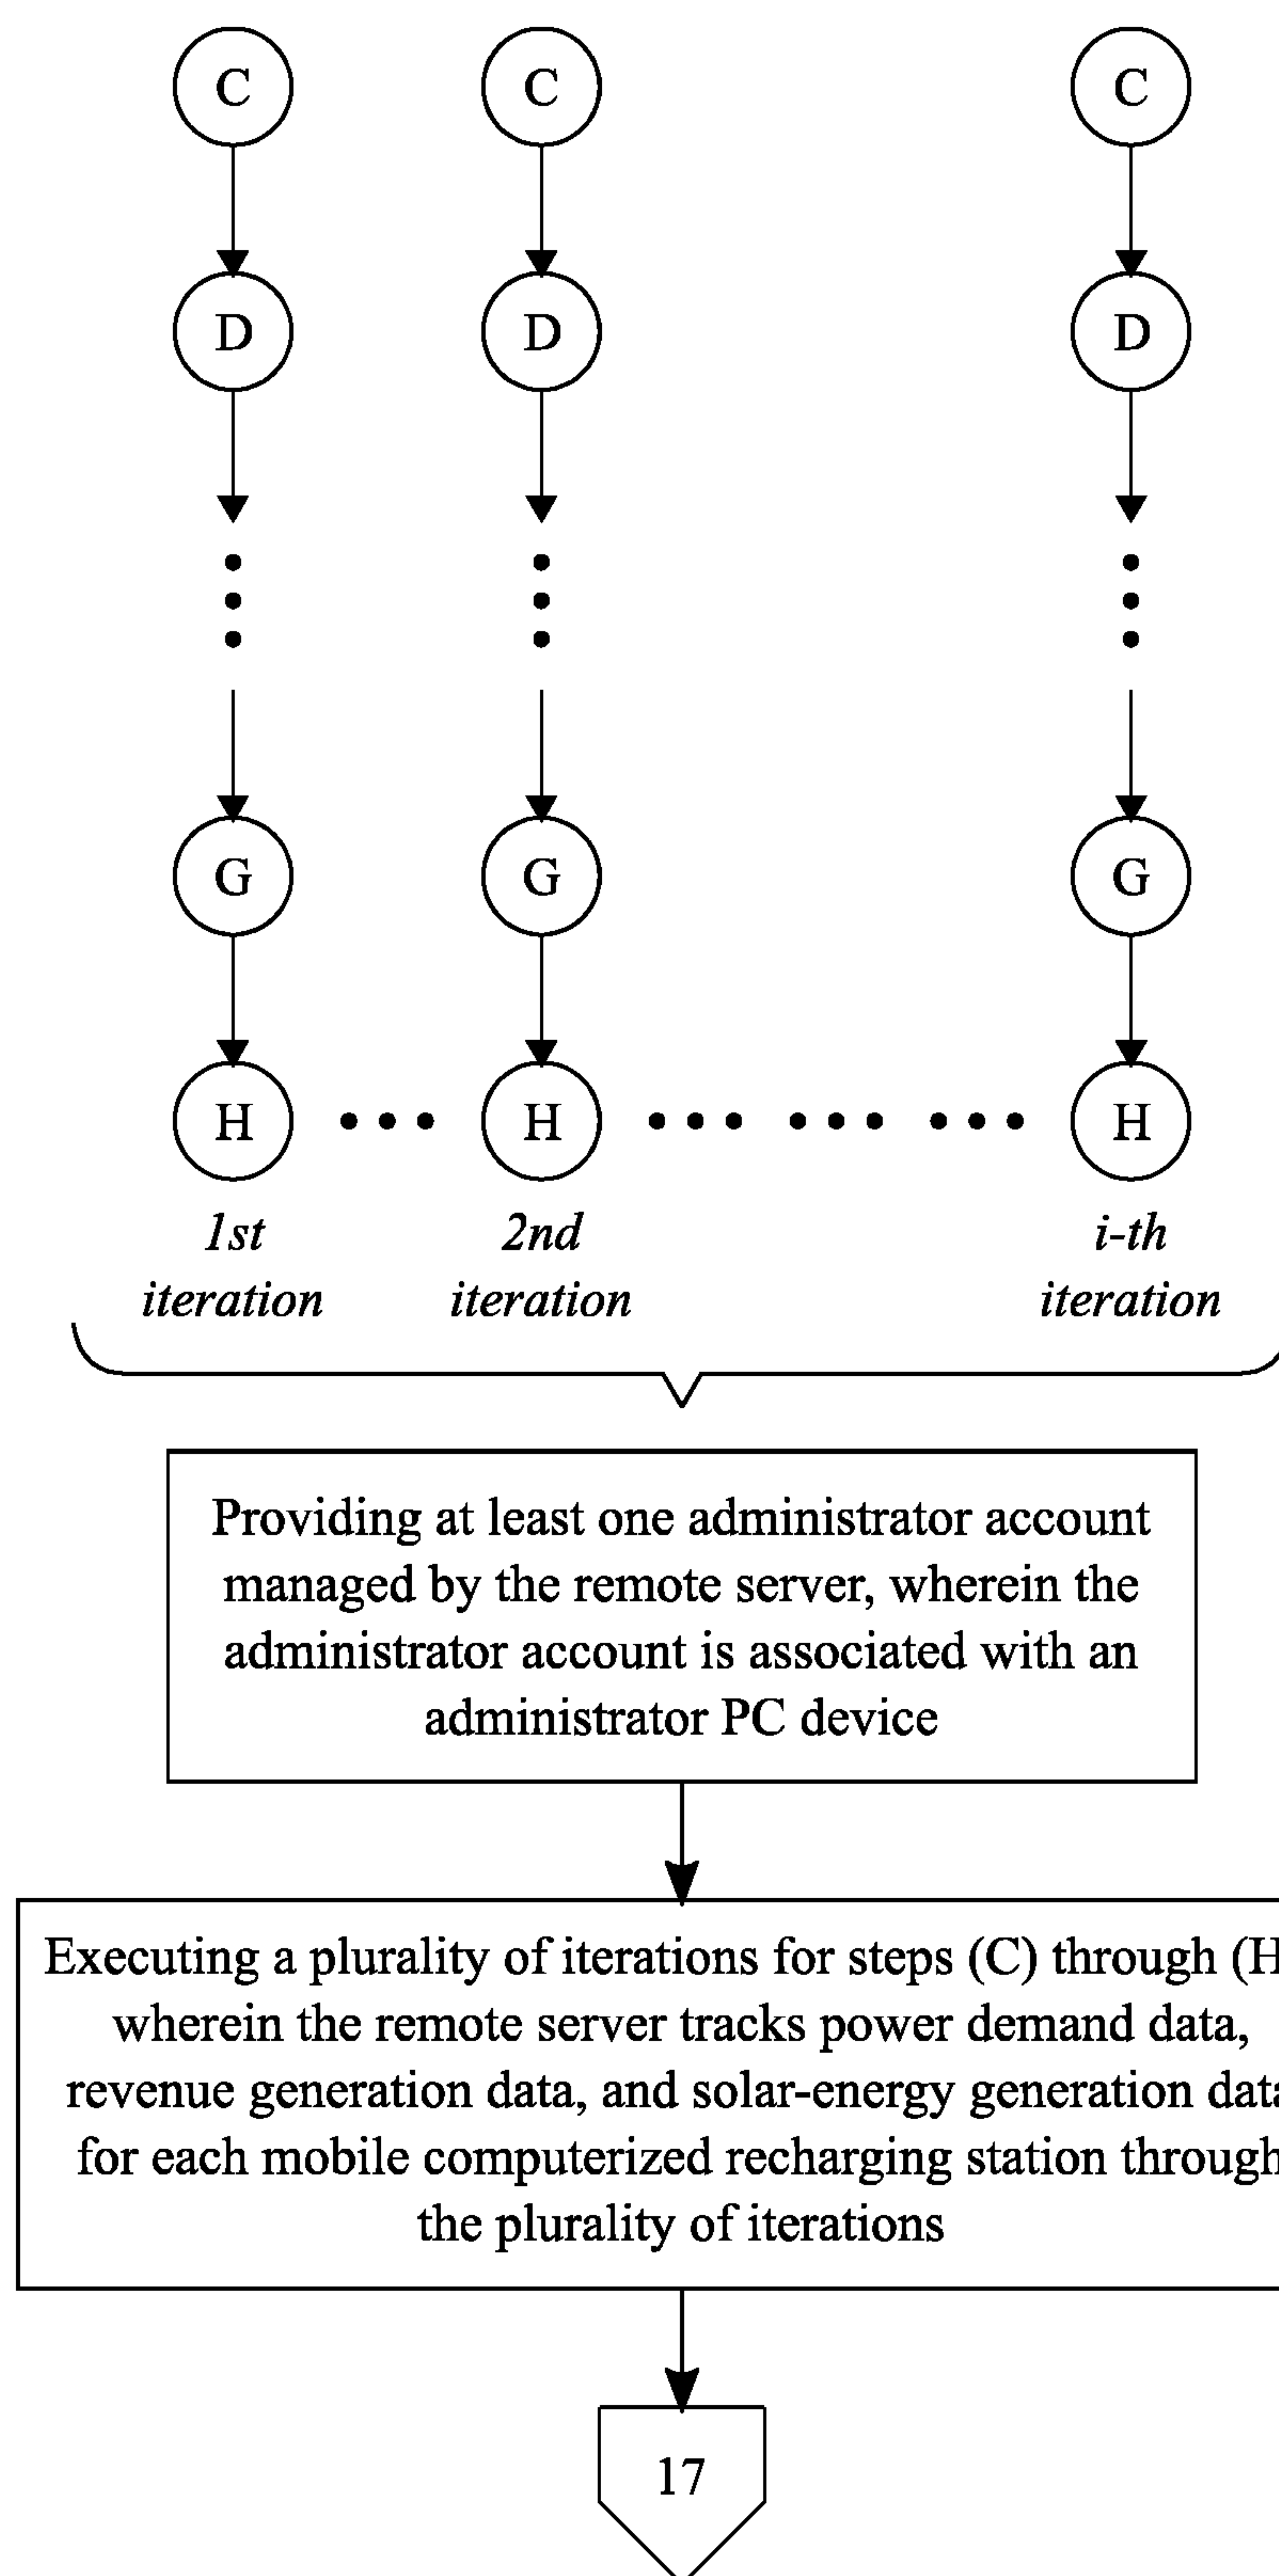 C C C
D D D
G G G
H H H
1st 2nd i-th
iteration iteration iteration
Providing at least one administrator account
managed by the remote server, wherein the
administrator account is associated with an
administrator PC device
Executing a plurality of iterations for steps (C) through (H
wherein the remote server tracks power demand data,
revenue generation data, and solar-energy generation data
for each mobile computerized recharging station through
the plurality of iterations
17